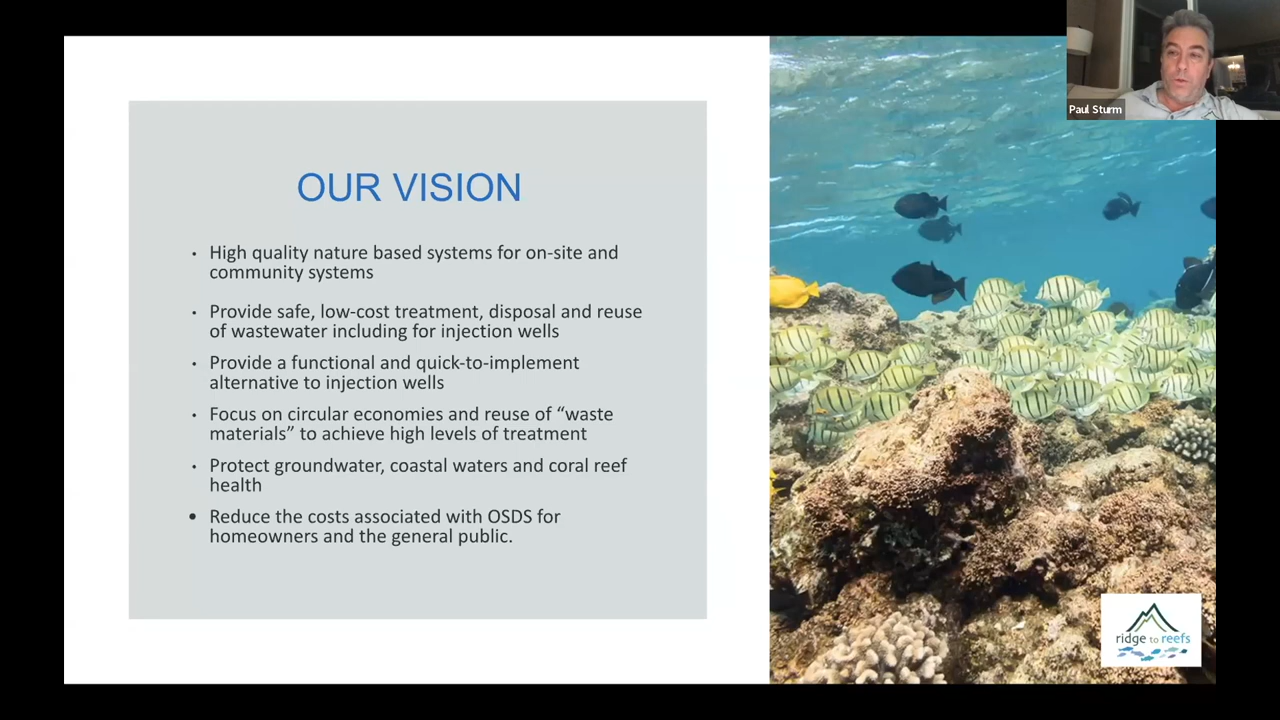 Paul Sturm
OUR VISION
• High quality nature based systems for on-site and
community systems
• Provide safe, low-cost treatment, disposal and reuse
of wastewater including for injection wells
• Provide a functional and quick-to-implement
alternative to injection wells
• Focus on circular economies and reuse of “waste
materials” to achieve high levels of treatment
• Protect groundwater, coastal waters and coral reef
health
• Reduce the costs associated with OSDS for
homeowners and the general public.
ridge to reefs